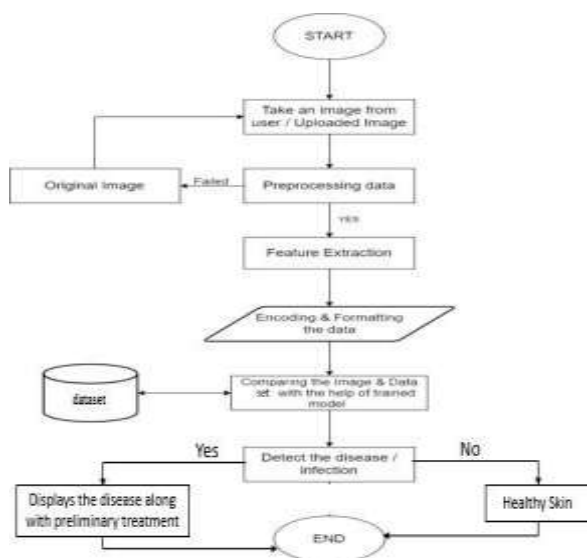 START
Take an image from
user / Uploaded Image
Original Image
Failed
Preprocessing data
YES
Feature Extraction
Encoding & Formatting
the data
dataset
Comparing the Image & Data
set with the help of trained
model
Yes
Detect the disease /
infection
No
Displays the disease along
with preliminary treatment
Healthy Skin
END